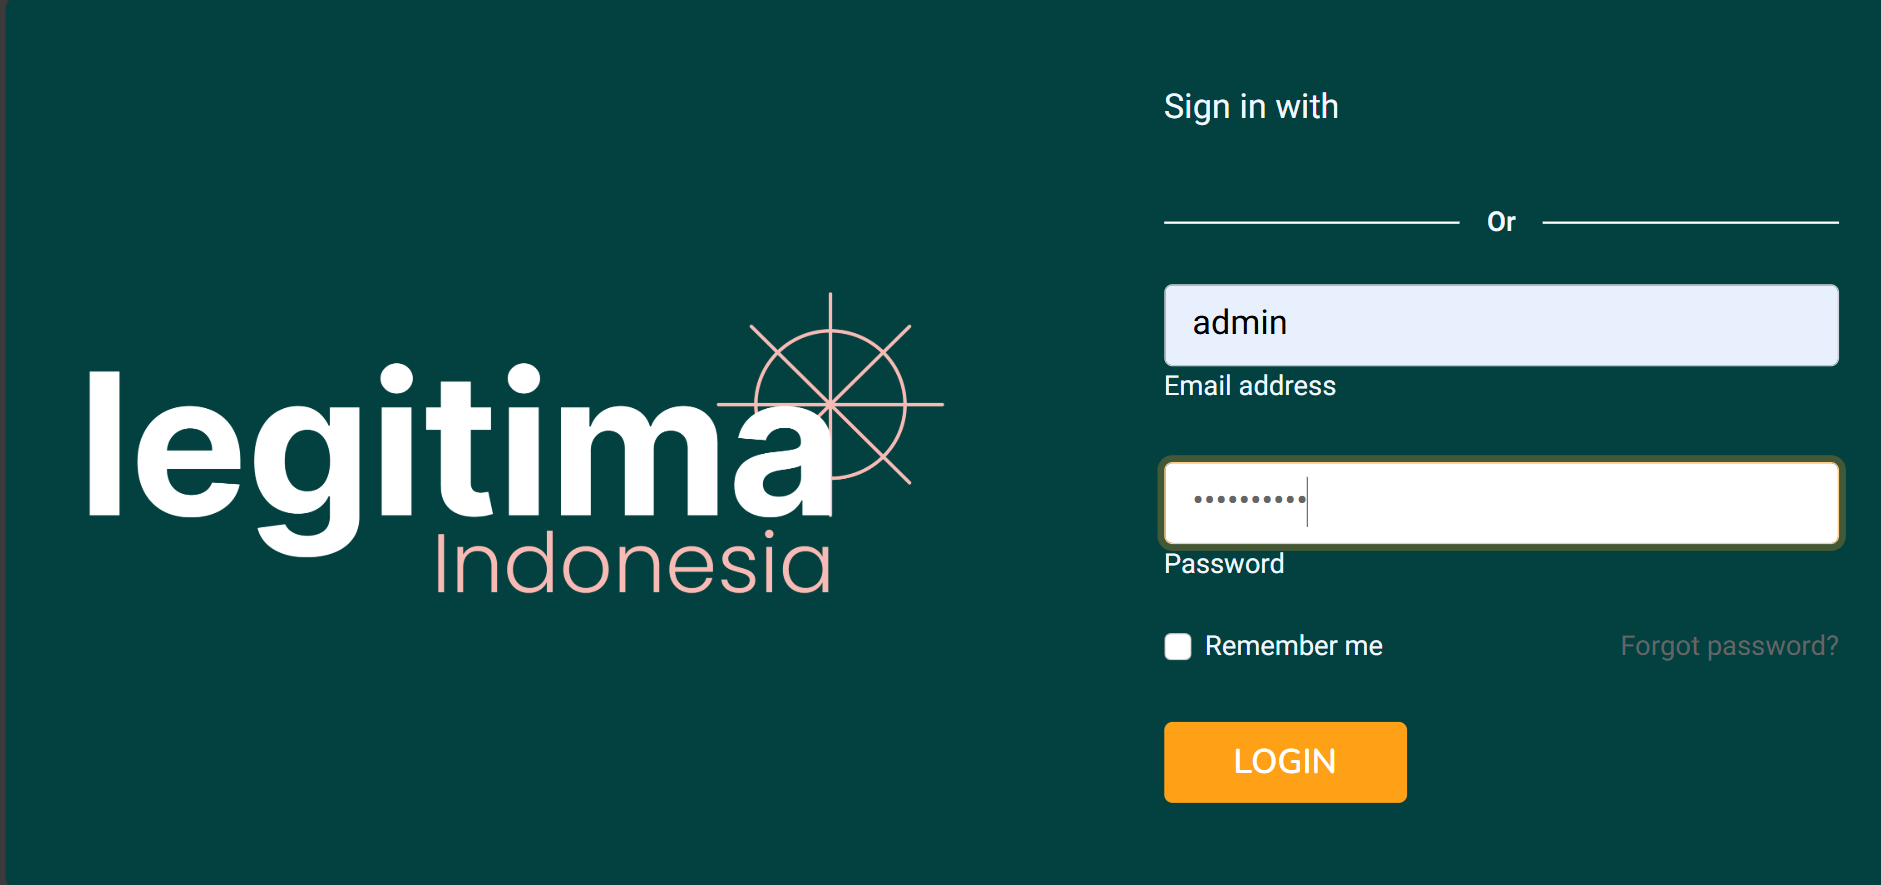 legitima
Indonesia
Sign in with
Or
admin
Email address
••••••••••
Password
Remember me
Forgot password?
LOGIN